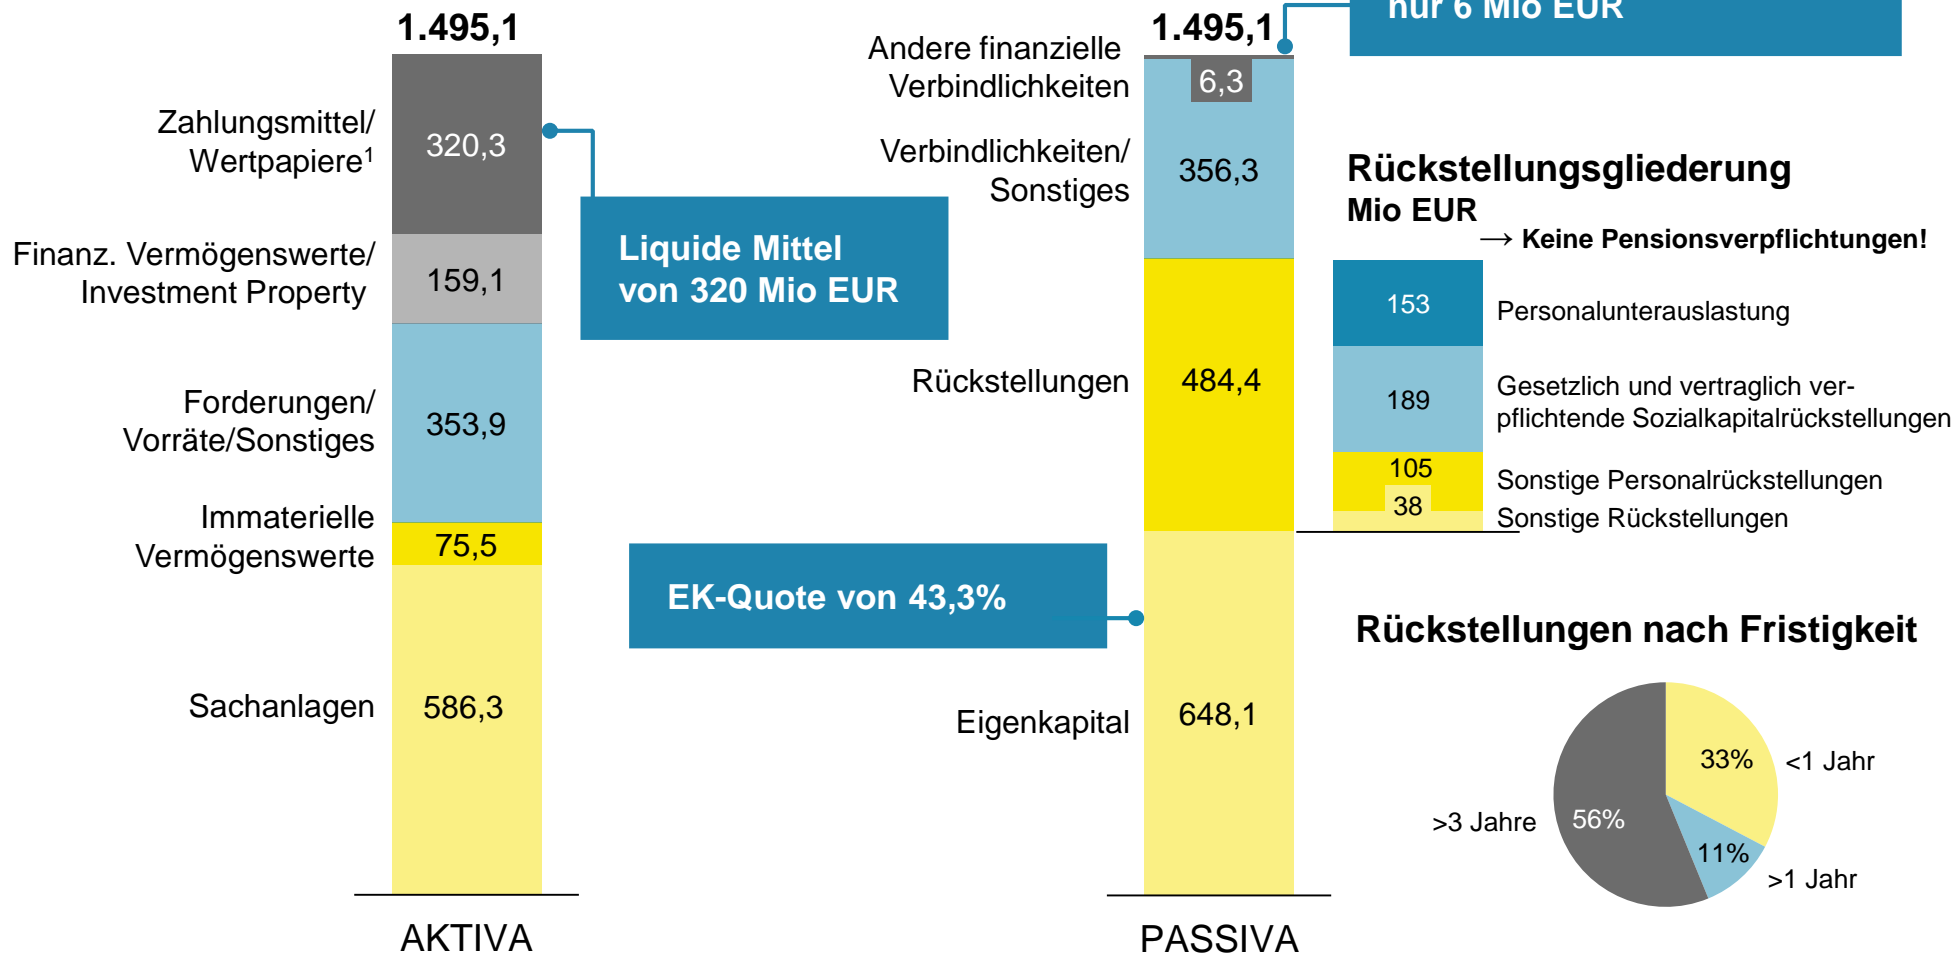 1.495,1
Zahlungsmittel/
Wertpapiere¹
320,3
Finanz. Vermögenswerte/
Investment Property
159,1
Forderungen/
Vorräte/Sonstiges
353,9
Immaterielle
Vermögenswerte
75,5
Sachanlagen
586,3
AKTIVA
Liquide Mittel
von 320 Mio EUR
EK-Quote von 43,3%
nur 6 Mio EUR
1.495,1
Andere finanzielle
Verbindlichkeiten
6,3
Verbindlichkeiten/
Sonstiges
356,3
Rückstellungen
484,4
Eigenkapital
648,1
PASSIVA
Rückstellungsgliederung
Mio EUR
→ Keine Pensionsverpflichtungen!
153
Personalunterauslastung
189
Gesetzlich und vertraglich ver-
pflichtende Sozialkapitalrückstellungen
105
Sonstige Personalrückstellungen
38
Sonstige Rückstellungen
Rückstellungen nach Fristigkeit
33%
<1 Jahr
>3 Jahre
56%
11%
>1 Jahr